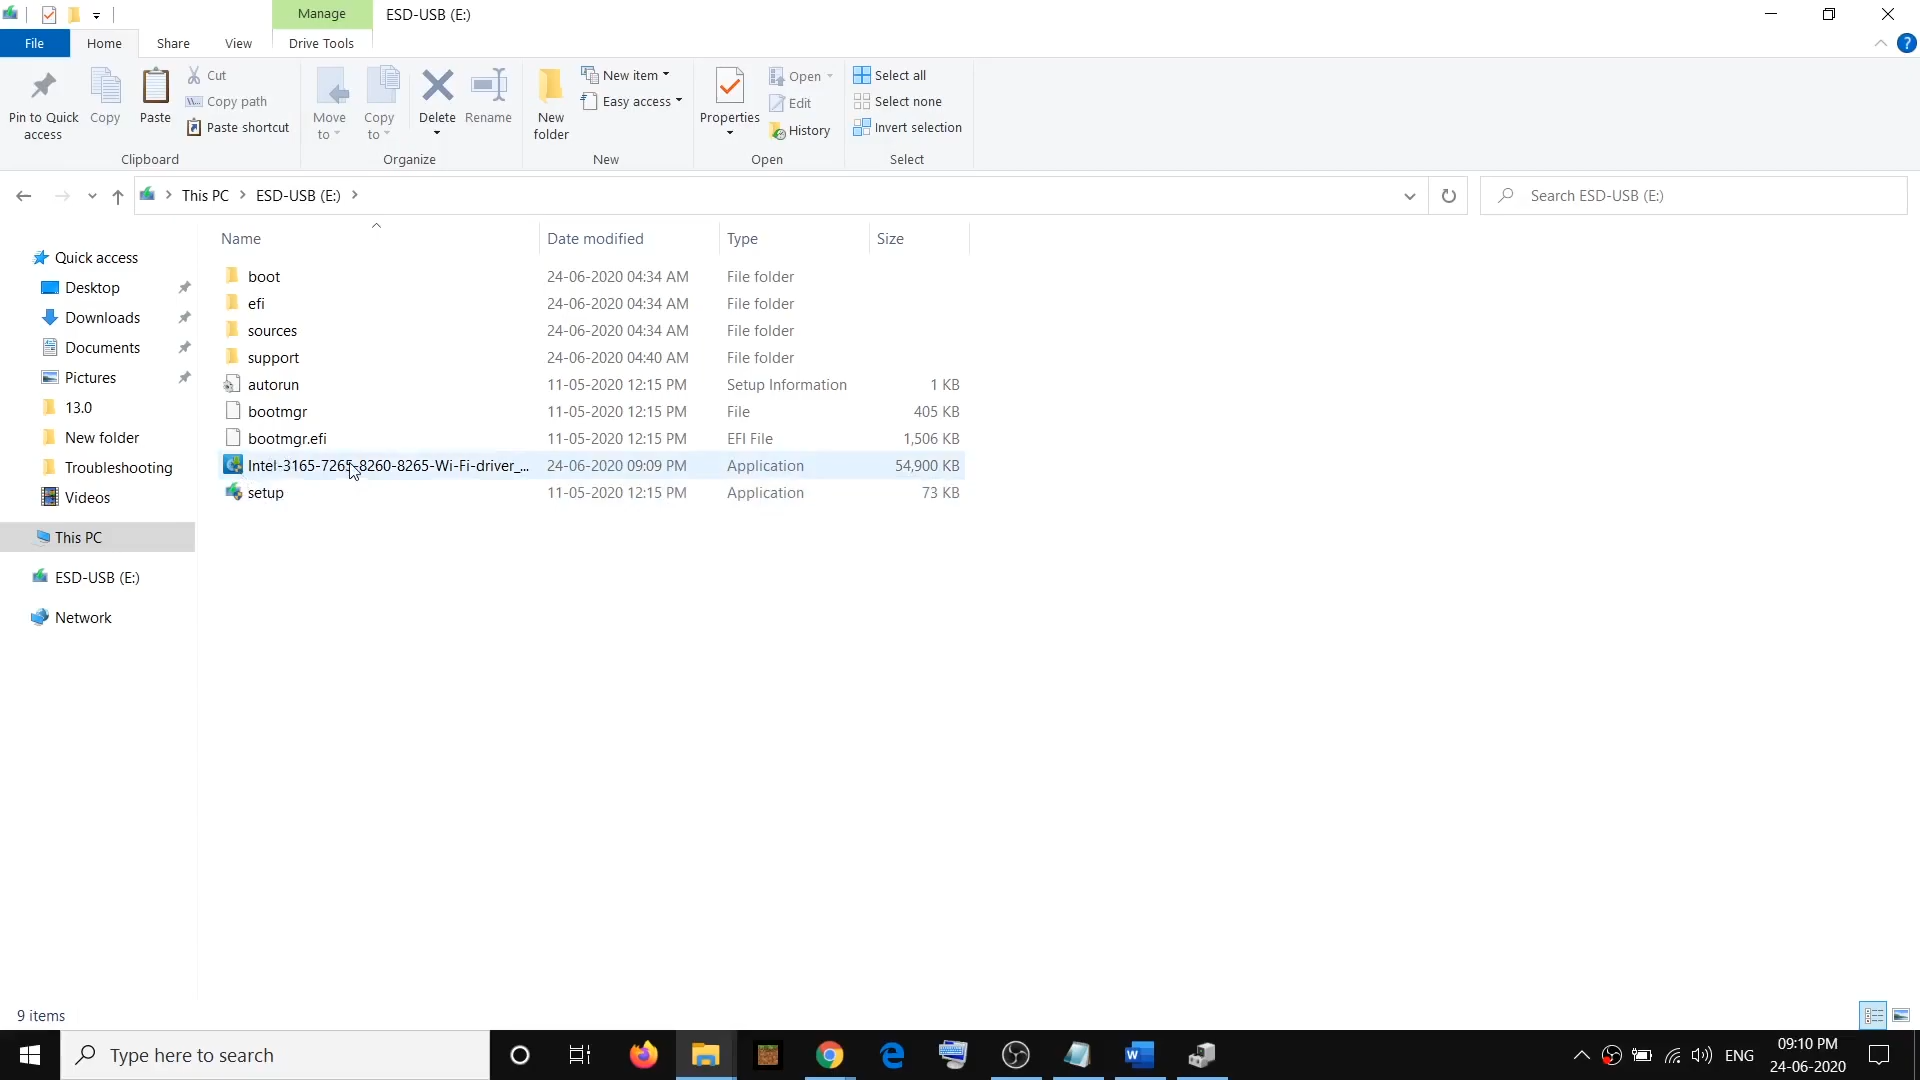 Manage
ESD-USB (E:)
File
Home
Share
View
Drive Tools
Pin to Quick access
Copy
Paste
Cut
Copy path
Paste shortcut
Clipboard
Move to
Copy to
Delete
Rename
Organize
New folder
New item
Easy access
New
Properties
Open
Edit
History
Open
Select all
Select none
Invert selection
Select
This PC
ESD-USB (E:)
Search ESD-USB (E:)
Quick access
Desktop
Downloads
Documents
Pictures
13.0
New folder
Troubleshooting
Videos
This PC
ESD-USB (E:)
Network
Name Date modified Type Size
boot 24-06-2020 04:34 AM File folder
efi 24-06-2020 04:34 AM File folder
sources 24-06-2020 04:34 AM File folder
support 24-06-2020 04:40 AM File folder
autorun 11-05-2020 12:15 PM Setup Information 1 KB
bootmgr 11-05-2020 12:15 PM File 405 KB
bootmgr.efi 11-05-2020 12:15 PM EFI File 1,506 KB
Intel-3165-7265-8260-8265-Wi-Fi-driver_... 24-06-2020 09:09 PM Application 54,900 KB
setup 11-05-2020 12:15 PM Application 73 KB
9 items
Type here to search
ENG
09:10 PM
24-06-2020